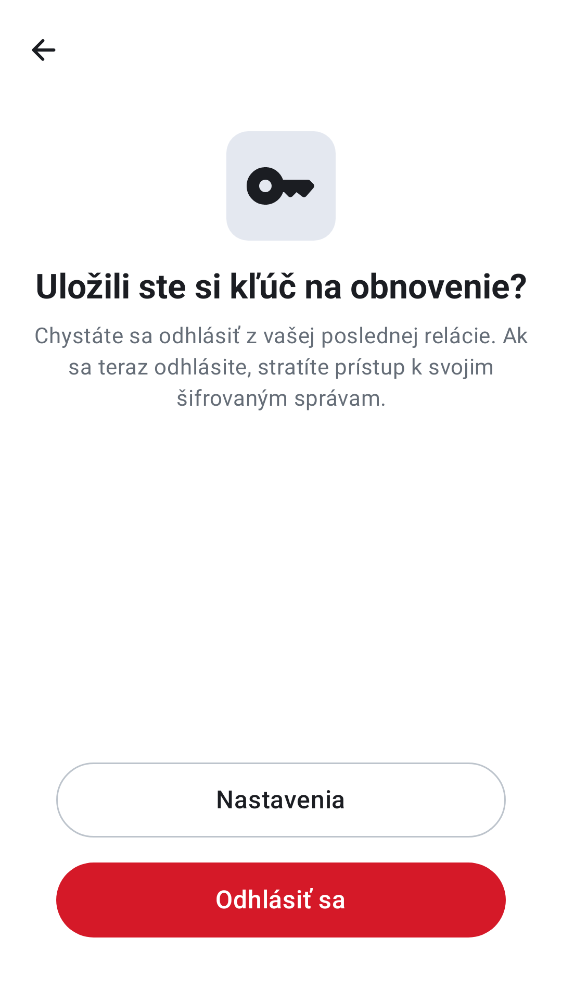 Uložili ste si kľúč na obnovenie?
Chystáte sa odhlásiť z vašej poslednej relácie. Ak
sa teraz odhlásite, stratíte prístup k svojim
šifrovaným správam.
Nastavenia
Odhlásiť sa